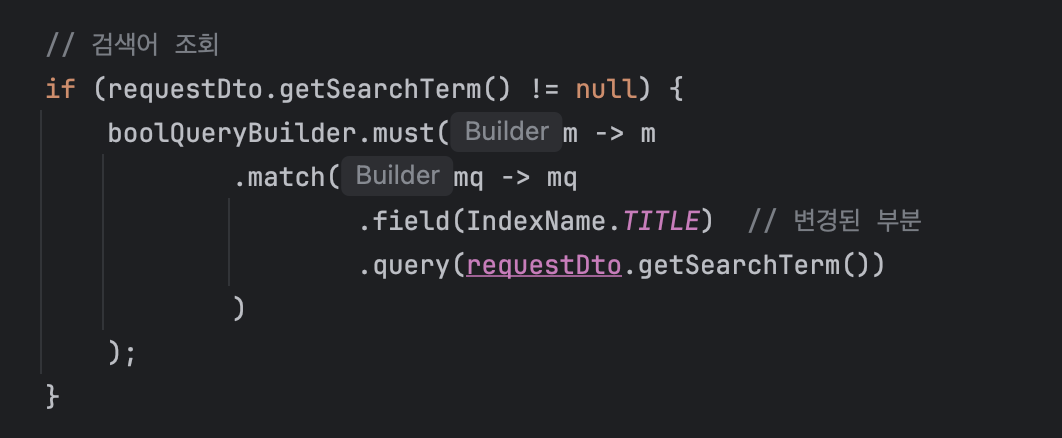 // 검색어 조회
if (requestDto.getSearchTerm() != null) {
boolQueryBuilder.must( Builder m -> m
.match( Builder mq -> mq
.field(IndexName.TITLE) // 변경된 부분
.query(requestDto.getSearchTerm())
)
);
}